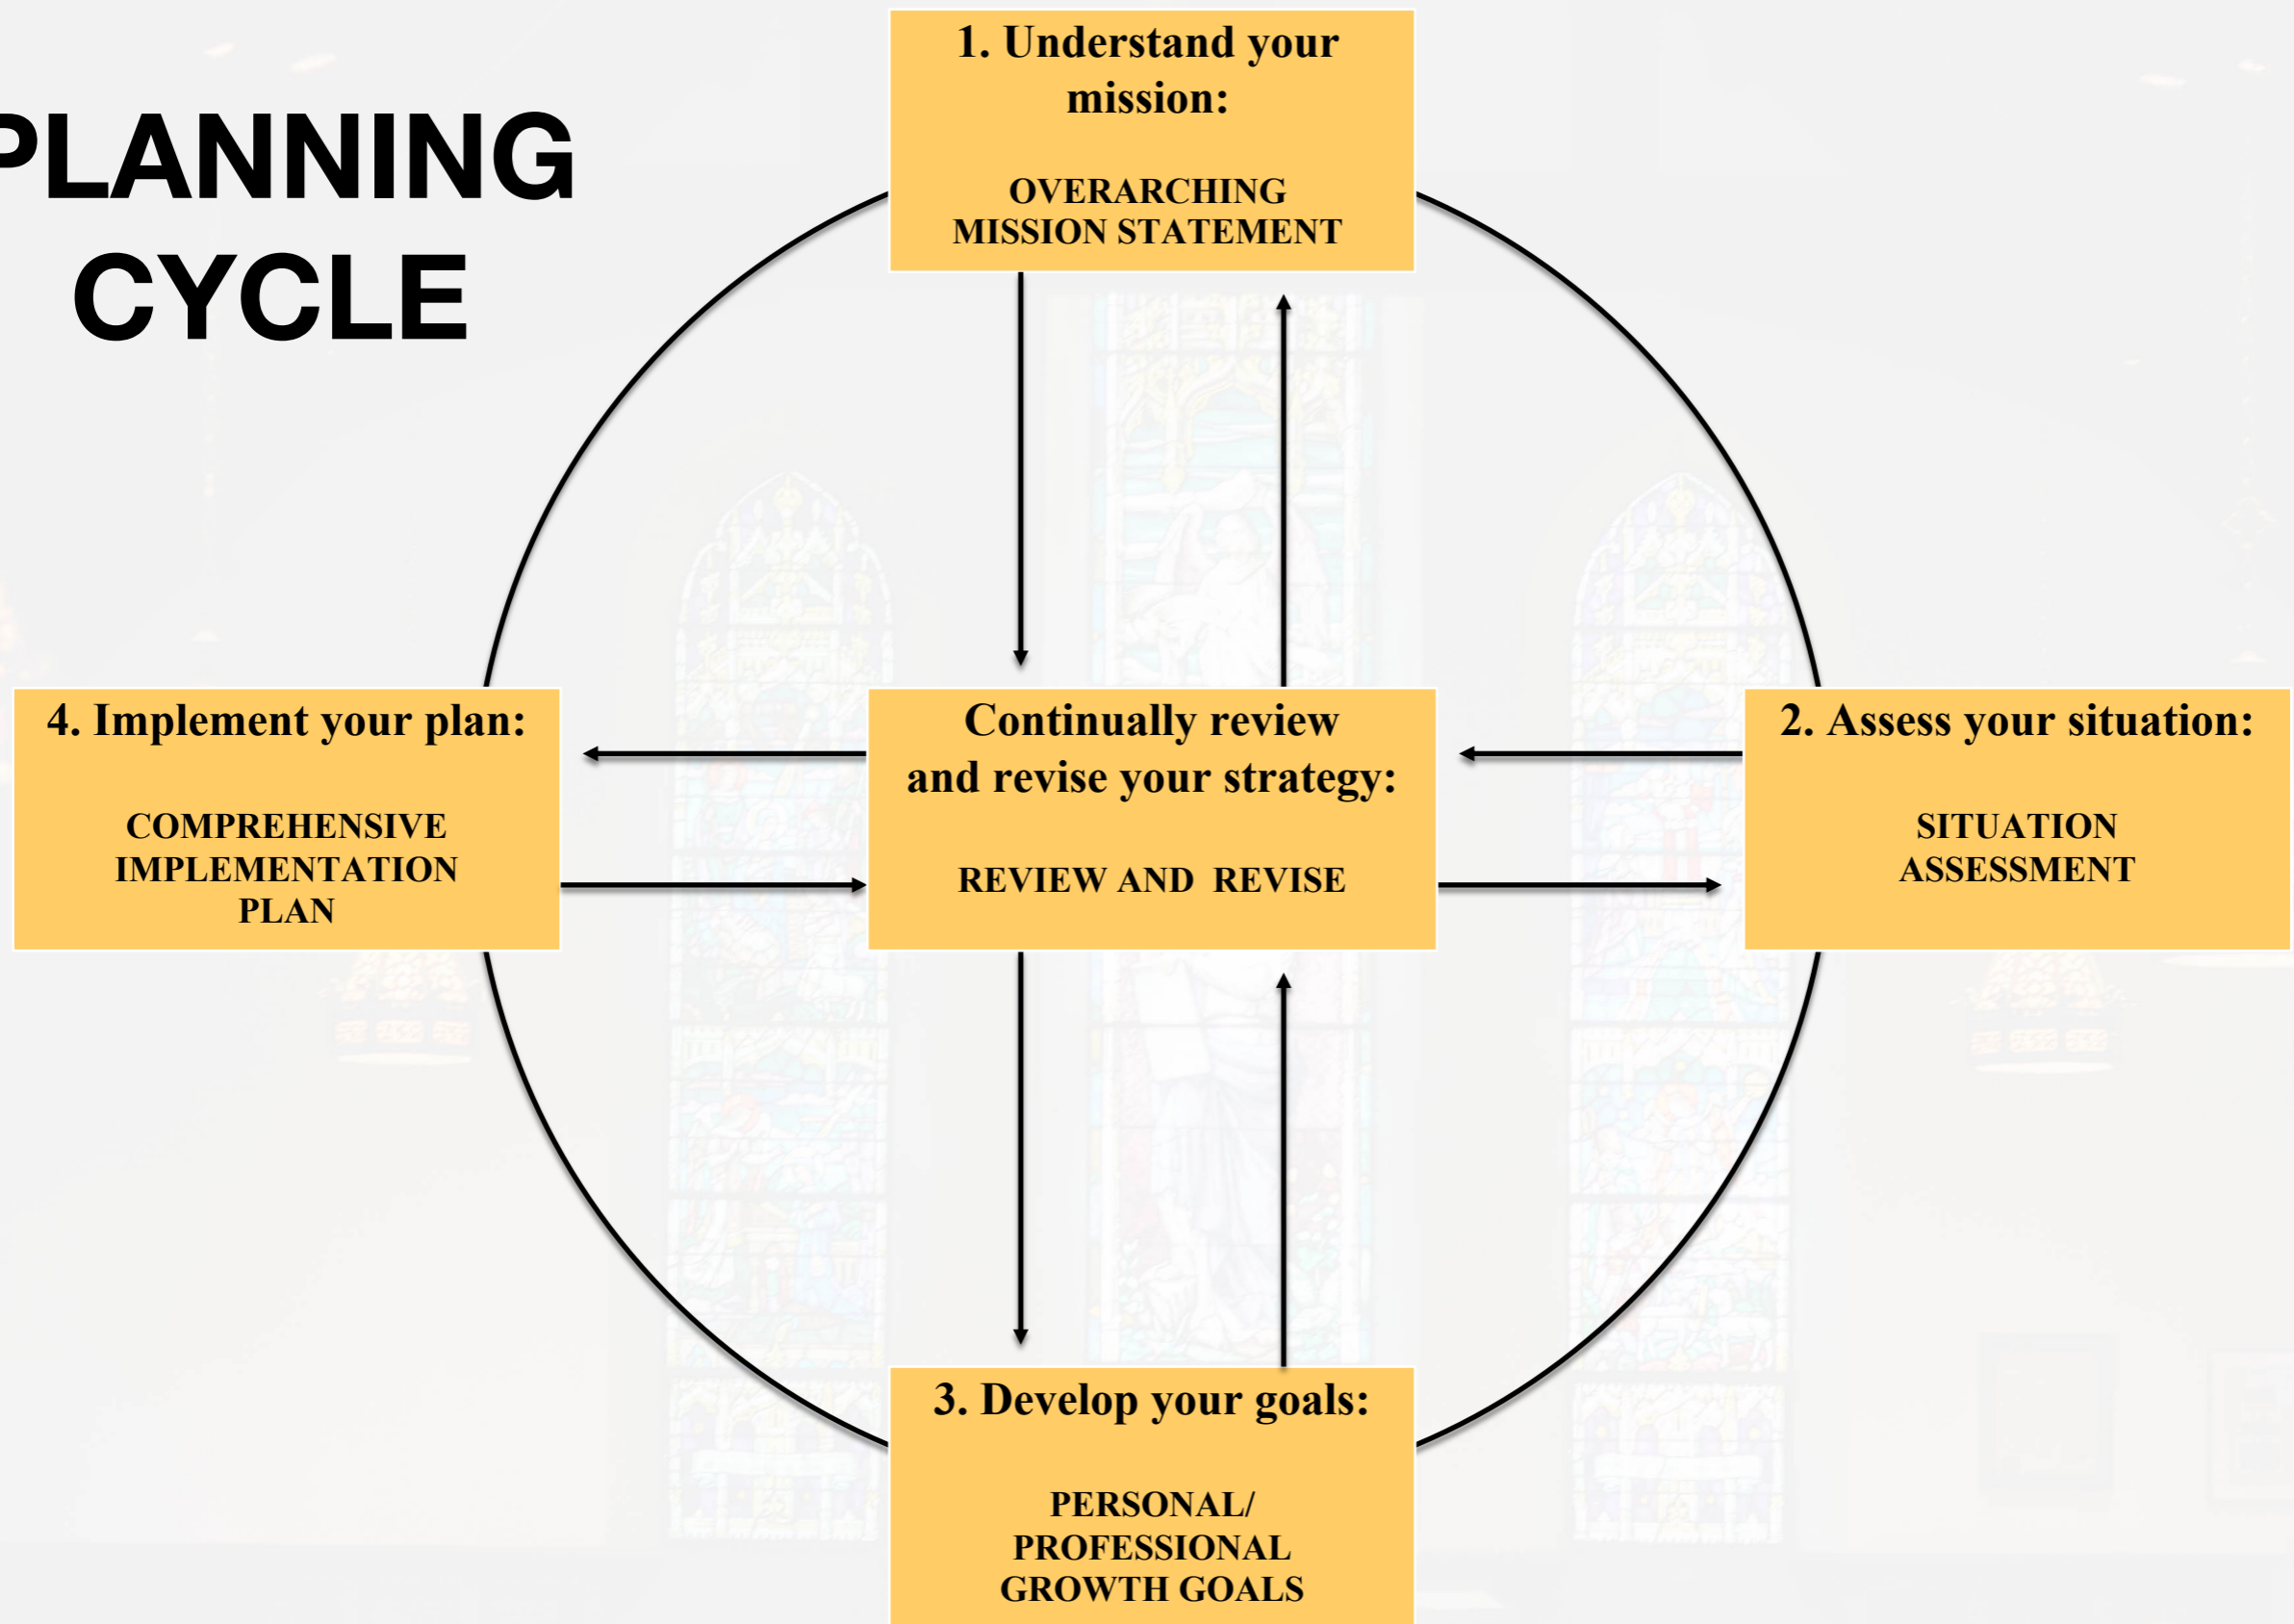 PLANNING
CYCLE
1. Understand your
mission:
OVERARCHING
MISSION STATEMENT
4. Implement your plan:
COMPREHENSIVE
IMPLEMENTATION
PLAN
Continually review
and revise your strategy:
REVIEW AND REVISE
2. Assess your situation:
SITUATION
ASSESSMENT
3. Develop your goals:
PERSONAL/
PROFESSIONAL
GROWTH GOALS